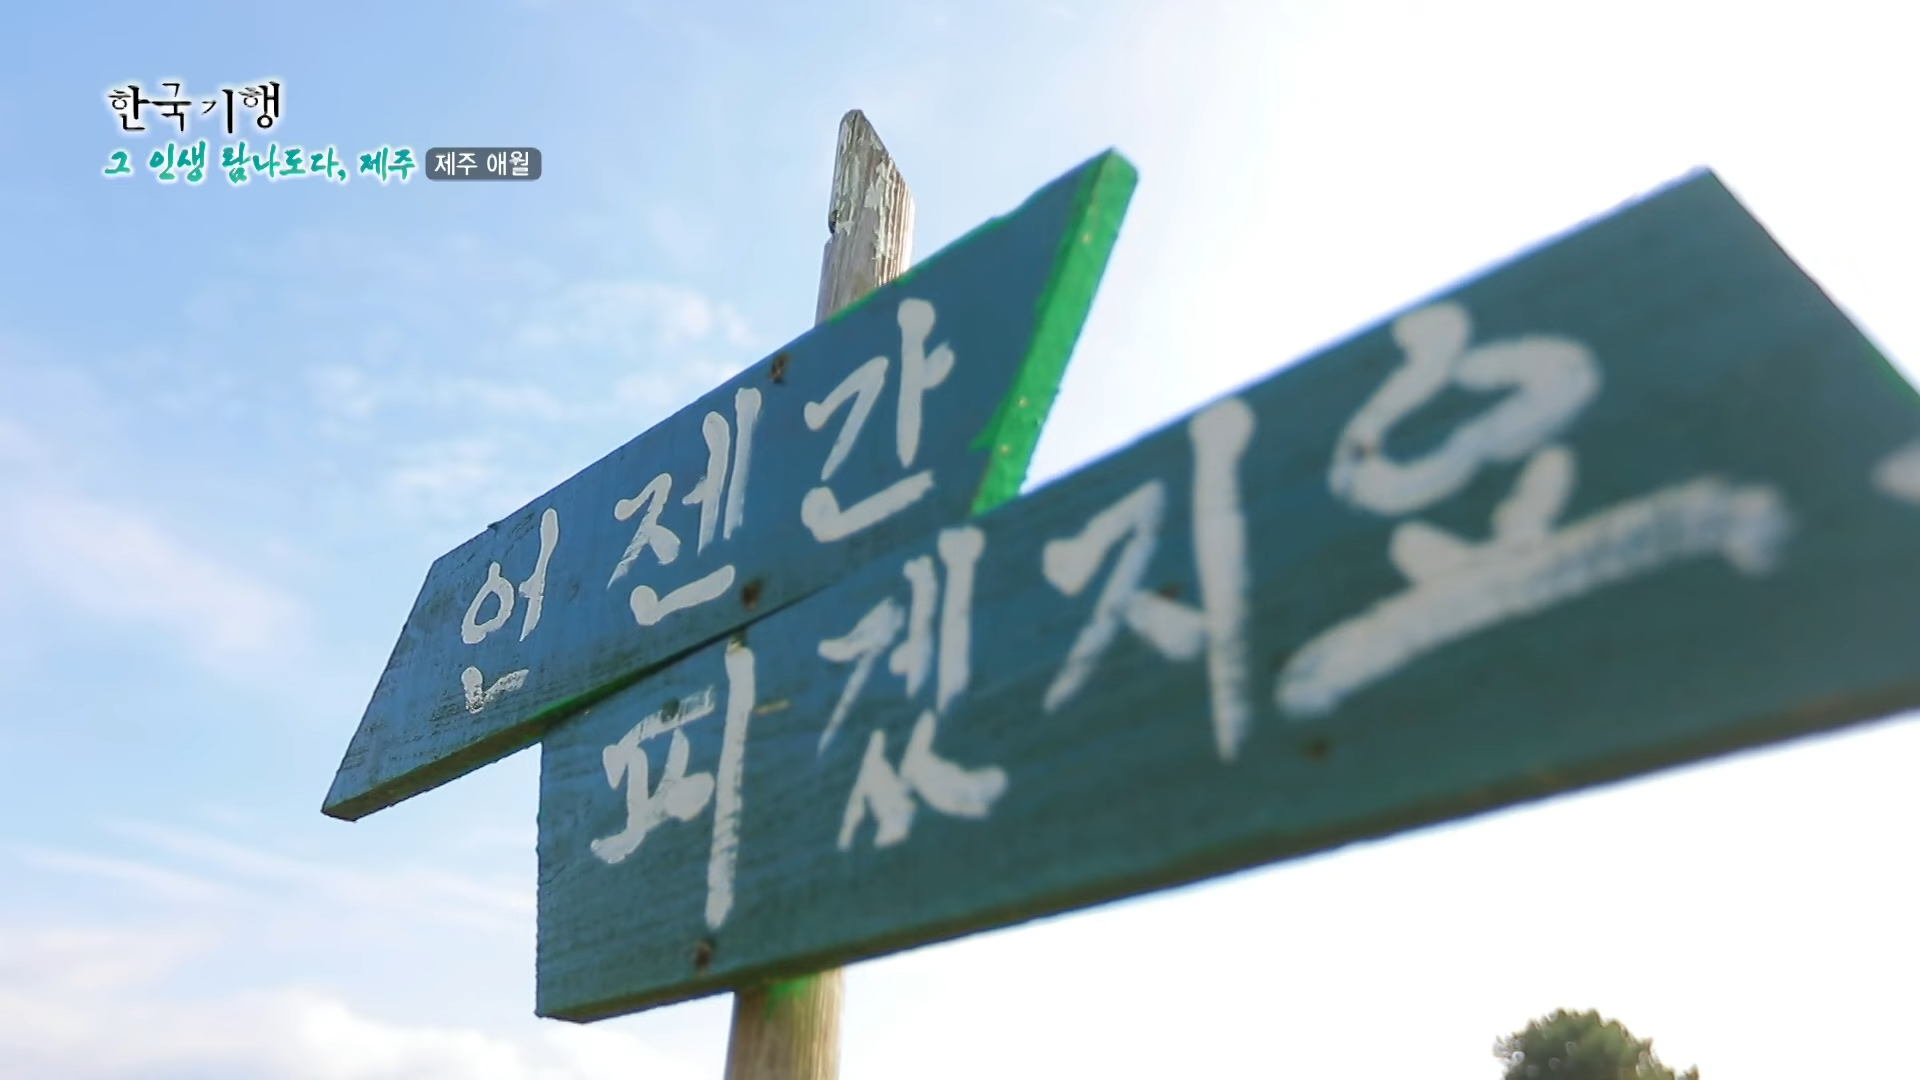 한국기행
그 인생 탐나도다, 제주 제주 애월
언젠간
피겠지요